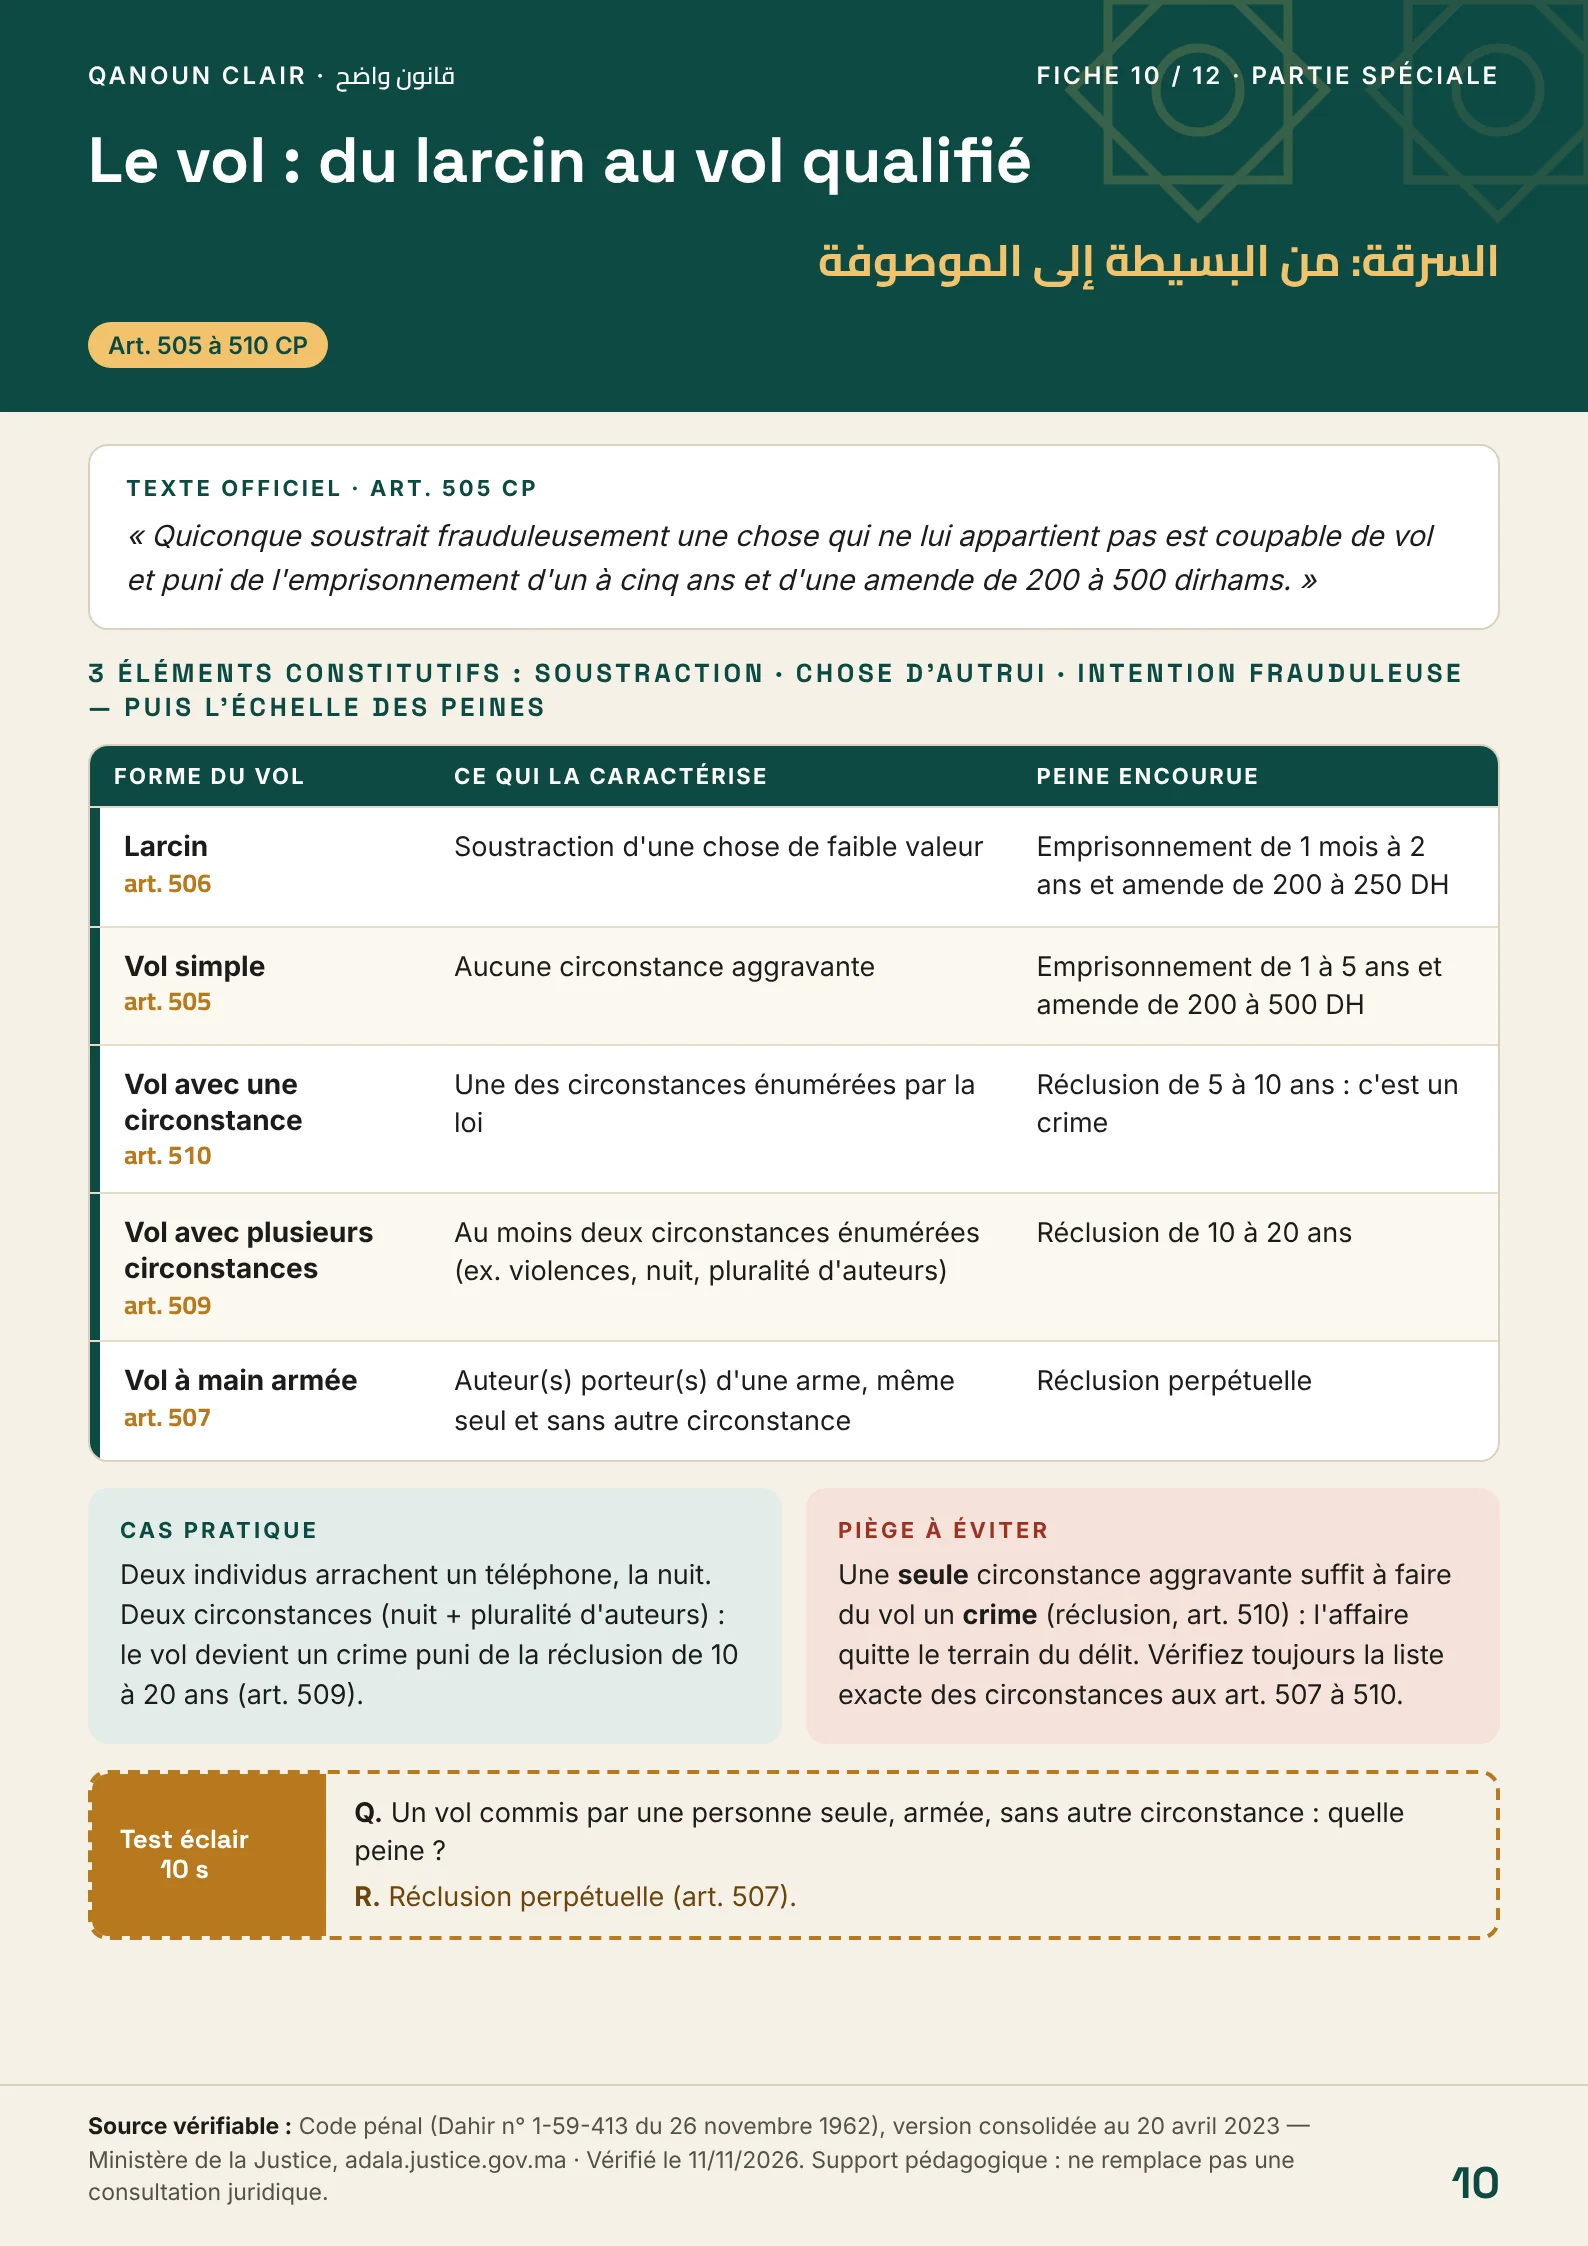 QANOUN CLAIR · قانون واضح
FICHE 10 / 12 · PARTIE SPÉCIALE
Le vol : du larcin au vol qualifié
السرقة: من البسيطة إلى الموصوفة
Art. 505 à 510 CP
TEXTE OFFICIEL · ART. 505 CP
« Quiconque soustrait frauduleusement une chose qui ne lui appartient pas est coupable de vol
et puni de l'emprisonnement d'un à cinq ans et d'une amende de 200 à 500 dirhams. »
3 ÉLÉMENTS CONSTITUTIFS : SOUSTRACTION · CHOSE D’AUTRUI · INTENTION FRAUDULEUSE
— PUIS L’ÉCHELLE DES PEINES
FORME DU VOL
CE QUI LA CARACTÉRISE
PEINE ENCOURUE
Larcin
art. 506
Soustraction d'une chose de faible valeur
Emprisonnement de 1 mois à 2
ans et amende de 200 à 250 DH
Vol simple
art. 505
Aucune circonstance aggravante
Emprisonnement de 1 à 5 ans et
amende de 200 à 500 DH
Vol avec une
circonstance
art. 510
Une des circonstances énumérées par la
loi
Réclusion de 5 à 10 ans : c'est un
crime
Vol avec plusieurs
circonstances
art. 509
Au moins deux circonstances énumérées
(ex. violences, nuit, pluralité d'auteurs)
Réclusion de 10 à 20 ans
Vol à main armée
art. 507
Auteur(s) porteur(s) d'une arme, même
seul et sans autre circonstance
Réclusion perpétuelle
CAS PRATIQUE
Deux individus arrachent un téléphone, la nuit.
Deux circonstances (nuit + pluralité d'auteurs) :
le vol devient un crime puni de la réclusion de 10
à 20 ans (art. 509).
PIÈGE À ÉVITER
Une seule circonstance aggravante suffit à faire
du vol un crime (réclusion, art. 510) : l'affaire
quitte le terrain du délit. Vérifiez toujours la liste
exacte des circonstances aux art. 507 à 510.
Test éclair
10 s
Q. Un vol commis par une personne seule, armée, sans autre circonstance : quelle
peine ?
R. Réclusion perpétuelle (art. 507).
Source vérifiable : Code pénal (Dahir n° 1-59-413 du 26 novembre 1962), version consolidée au 20 avril 2023 —
Ministère de la Justice, adala.justice.gov.ma · Vérifié le 11/11/2026. Support pédagogique : ne remplace pas une
consultation juridique.
10